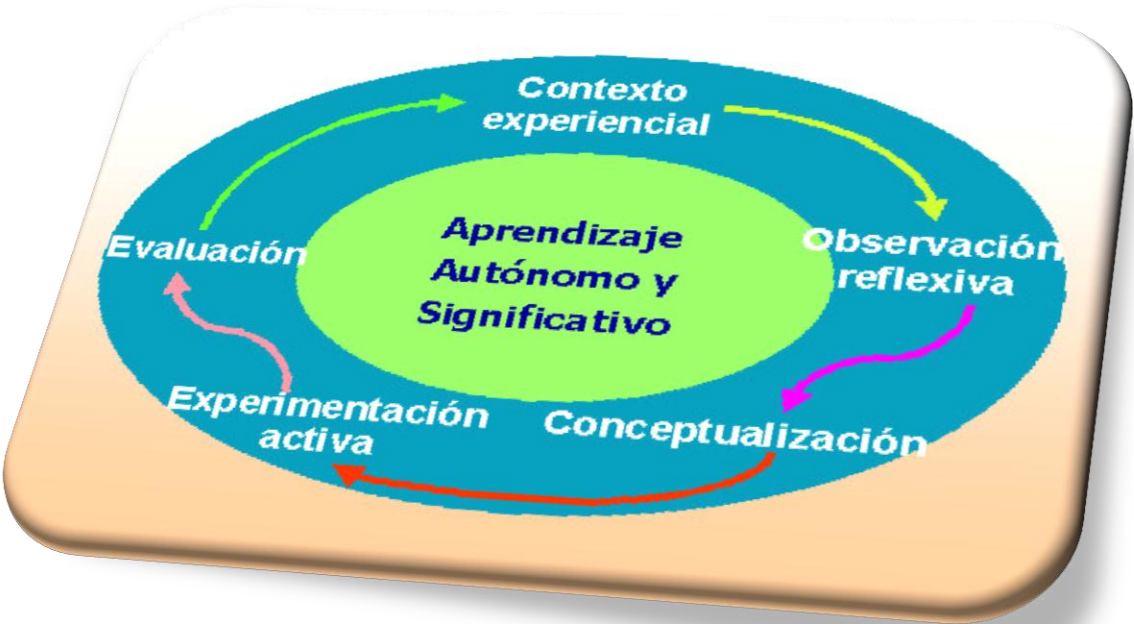 Contexto
experiencial
Observación
reflexiva
Conceptualización
Experimentación
activa
Evaluación
Aprendizaje
Autónomo y
Significativo